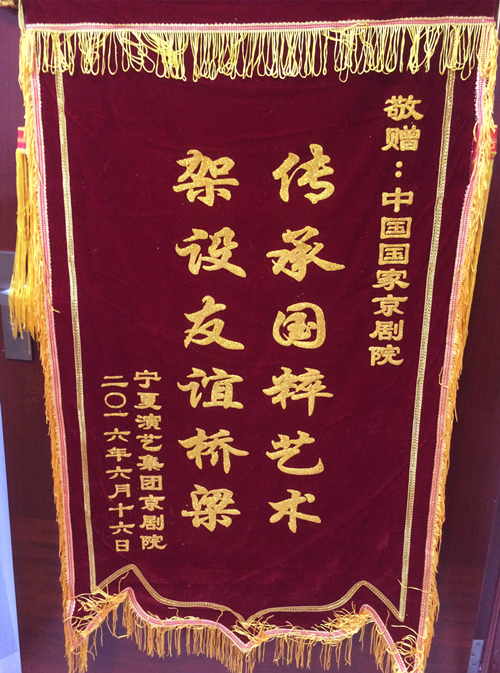 敬赠：中国国家京剧院
传承国粹艺术
架设友谊桥梁
宁夏演艺集团京剧院
二〇一六年六月十六日